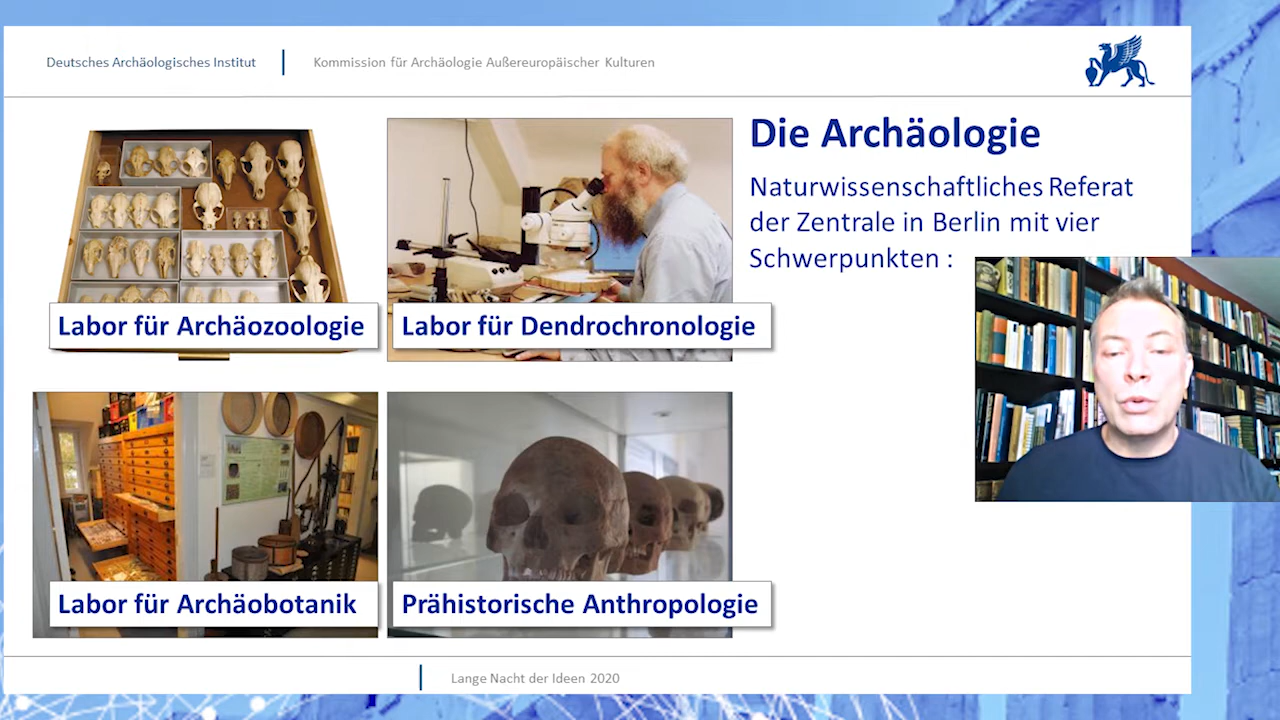 Deutsches Archäologisches Institut
Kommission für Archäologie Außereuropäischer Kulturen
Die Archäologie
Naturwissenschaftliches Referat
der Zentrale in Berlin mit vier
Schwerpunkten :
Labor für Archäozoologie
Labor für Dendrochronologie
Labor für Archäobotanik
Prähistorische Anthropologie
Lange Nacht der Ideen 2020